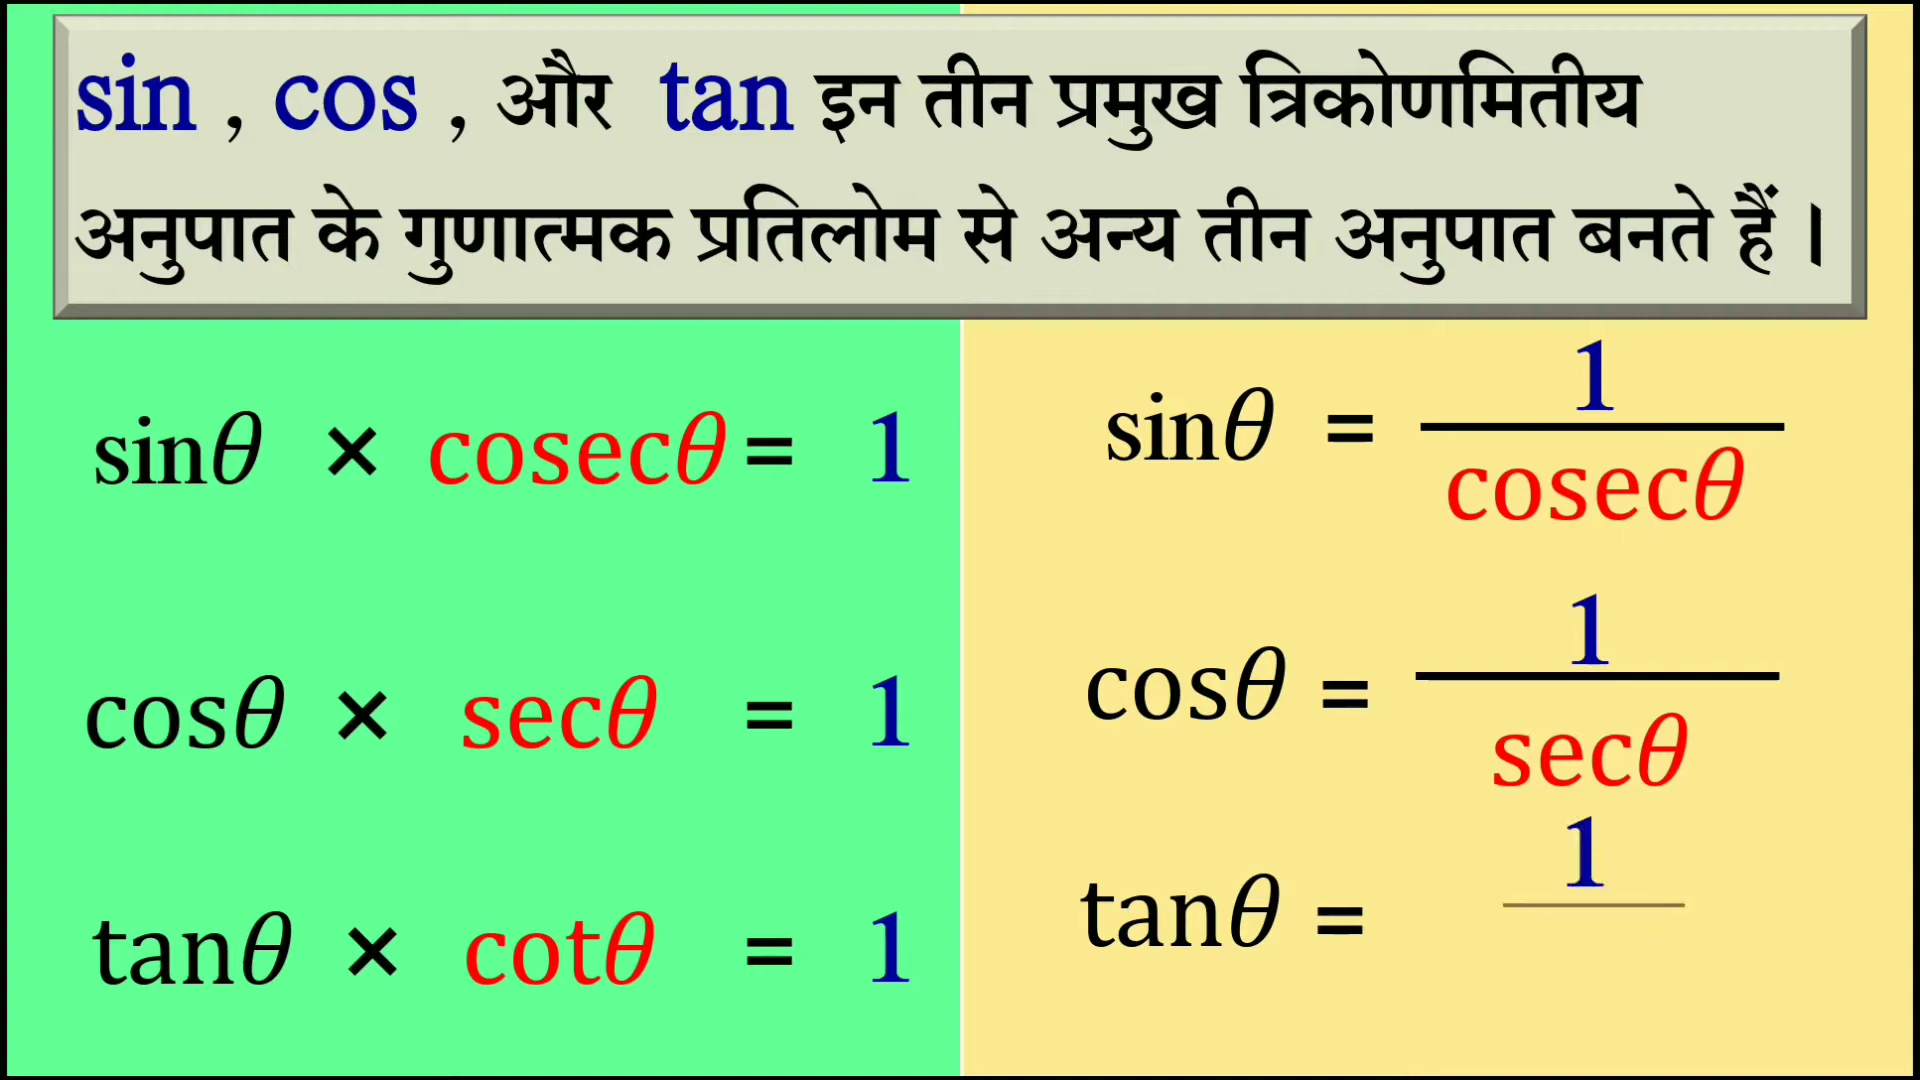 sin , cos , और tan इन तीन प्रमुख त्रिकोणमितीय
अनुपात के गुणात्मक प्रतिलोम से अन्य तीन अनुपात बनते हैं ।
sinθ × cosecθ = 1
cosθ × secθ = 1
tanθ × cotθ = 1
sinθ = 1
cosecθ
cosθ = 1
secθ
tanθ = 1